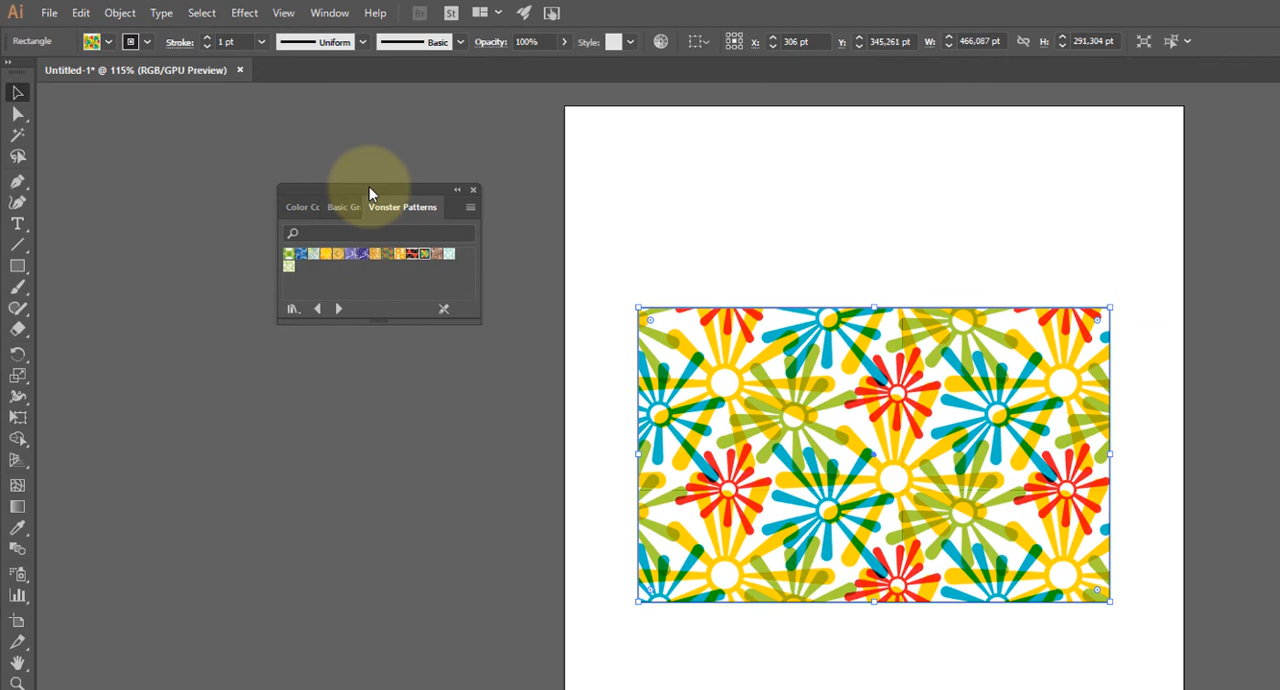 Ai File Edit Object Type Select Effect View Window Help Br St
Rectangle Stroke: 1 pt Uniform Basic Opacity: 100% Style: X: 306 pt Y: 345,261 pt W: 466,087 pt H: 291,304 pt
Untitled-1* @ 115% (RGB/GPU Preview) ×
Color Cc Basic Gr Vonster Patterns